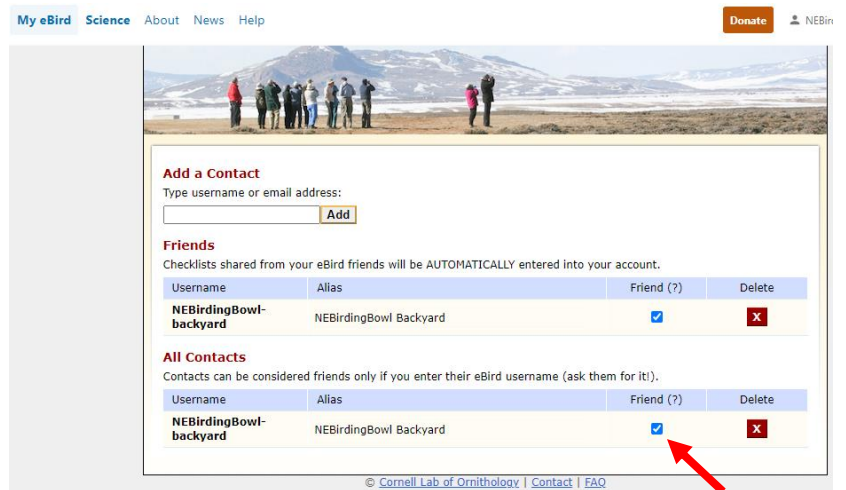 My eBird Science About News Help Donate NEBird
Add a Contact
Type username or email address:
Add
Friends
Checklists shared from your eBird friends will be AUTOMATICALLY entered into your account.
Username Alias Friend (?) Delete
NEBirdingBowl-
backyard NEBirdingBowl Backyard X
All Contacts
Contacts can be considered friends only if you enter their eBird username (ask them for it!).
Username Alias Friend (?) Delete
NEBirdingBowl-
backyard NEBirdingBowl Backyard X
© Cornell Lab of Ornithology | Contact | FAQ